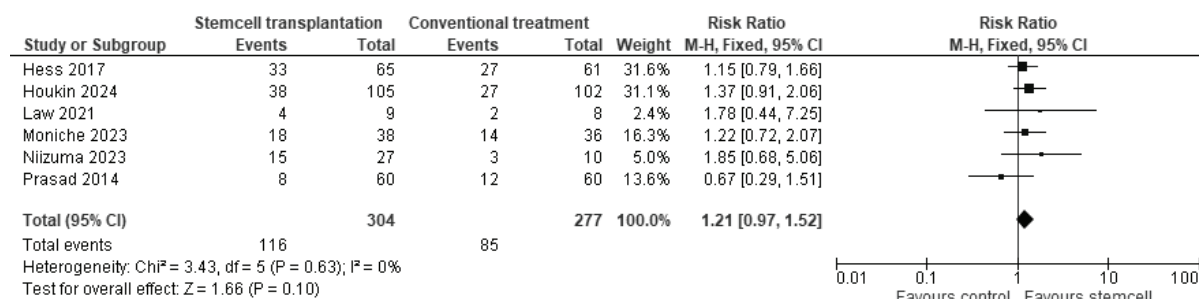 Stemcell transplantation Conventional treatment Risk Ratio Risk Ratio
Study or Subgroup Events Total Events Total Weight M-H, Fixed, 95% CI M-H, Fixed, 95% CI
Hess 2017 33 65 27 61 31.6% 1.15 [0.79, 1.66]
Houkin 2024 38 105 27 102 31.1% 1.37 [0.91, 2.06]
Law 2021 4 9 2 8 2.4% 1.78 [0.44, 7.25]
Moniche 2023 18 38 14 36 16.3% 1.22 [0.72, 2.07]
Niizuma 2023 15 27 3 10 5.0% 1.85 [0.68, 5.06]
Prasad 2014 8 60 12 60 13.6% 0.67 [0.29, 1.51]
Total (95% CI) 304 277 100.0% 1.21 [0.97, 1.52]
Total events 116 85
Heterogeneity: Chi² = 3.43, df = 5 (P = 0.63); I² = 0%
Test for overall effect: Z = 1.66 (P = 0.10)
0.01 0.1 1 10 100
Favours control Favours stemcell